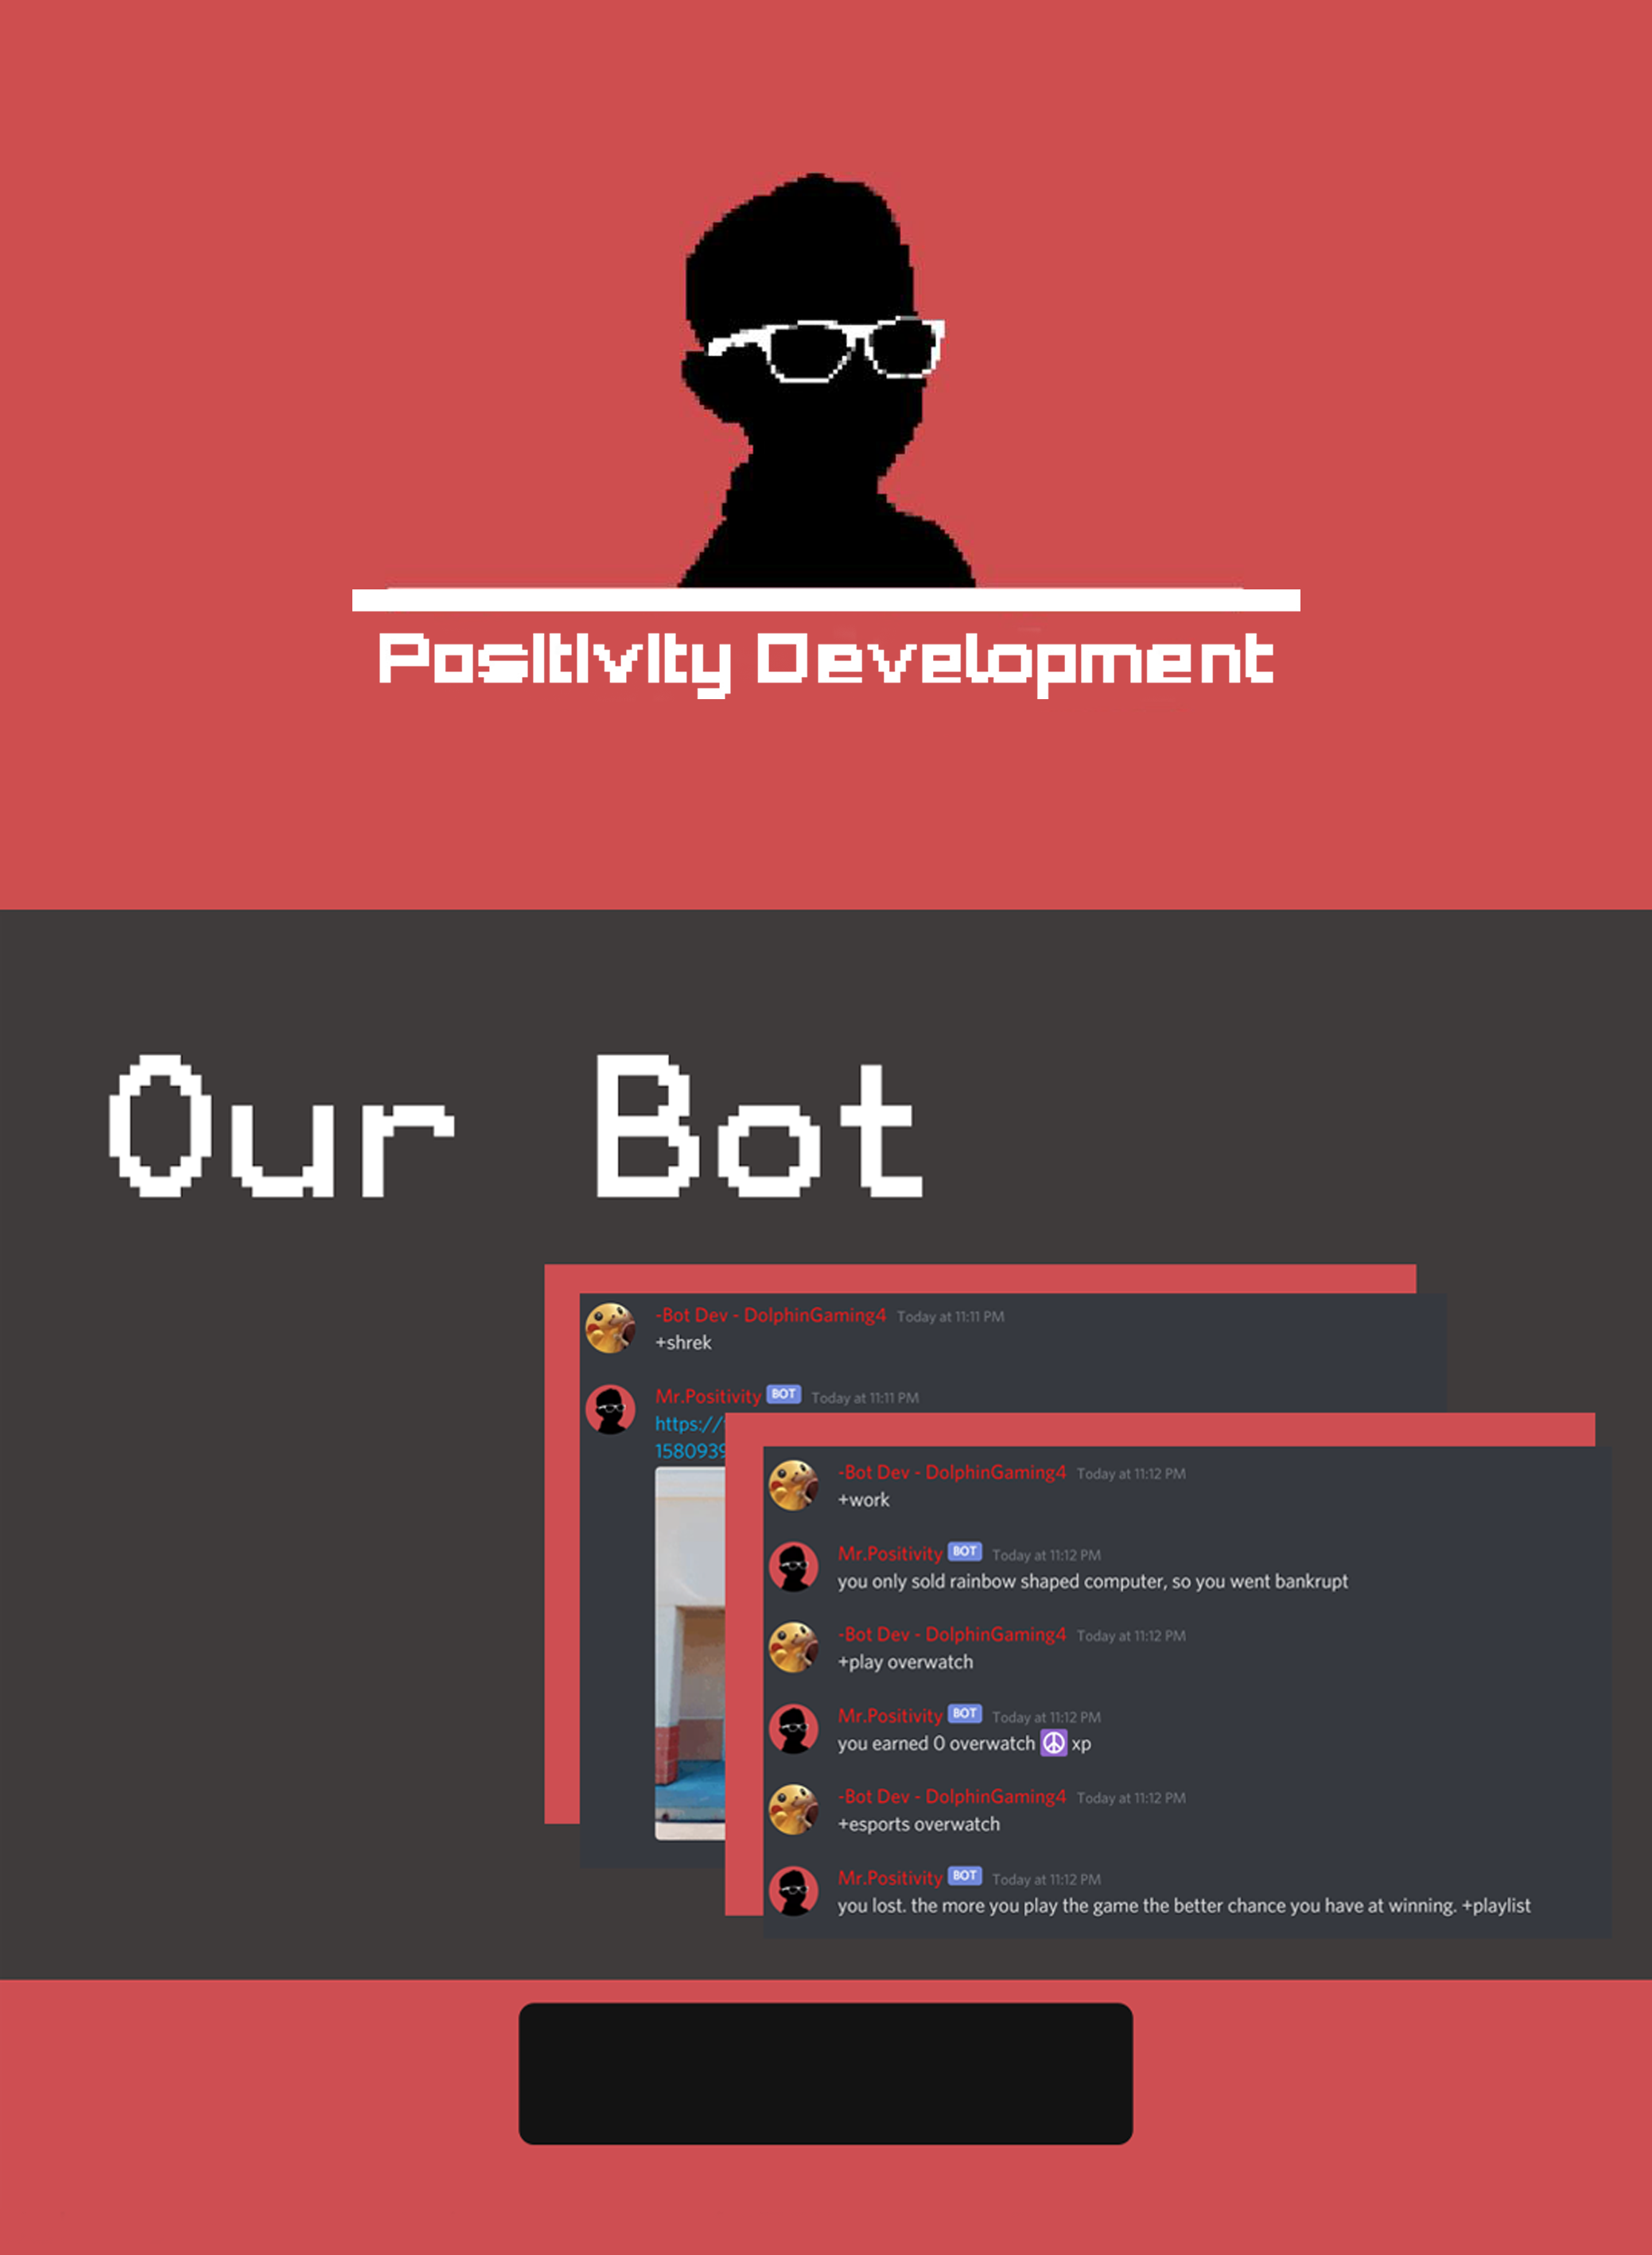 Positivity Development
Our Bot
-Bot Dev - DolphinGaming4 Today at 11:11 PM
+shrek
Mr.Positivity BOT Today at 11:11 PM
https://
1580939
-Bot Dev - DolphinGaming4 Today at 11:12 PM
+work
Mr.Positivity BOT Today at 11:12 PM
you only sold rainbow shaped computer, so you went bankrupt
-Bot Dev - DolphinGaming4 Today at 11:12 PM
+play overwatch
Mr.Positivity BOT Today at 11:12 PM
you earned 0 overwatch ☮ xp
-Bot Dev - DolphinGaming4 Today at 11:12 PM
+esports overwatch
Mr.Positivity BOT Today at 11:12 PM
you lost. the more you play the game the better chance you have at winning. +playlist